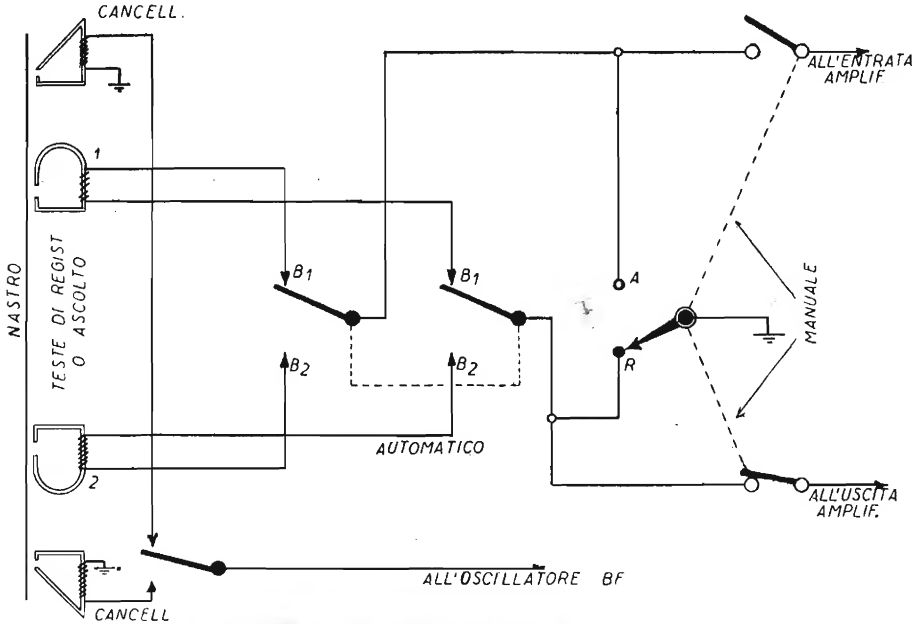 CANCELL.
ALL'ENTRATA
AMPLIF.
1
NASTRO
TESTE DI REGIST
O ASCOLTO
B1
B1
A
MANUALE
B2
B2
R
AUTOMATICO
2
ALL'USCITA
AMPLIF.
ALL'OSCILLATORE BF
CANCELL